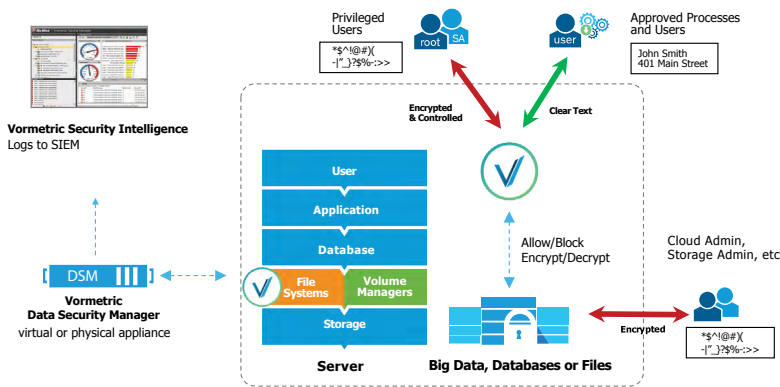 Privileged
Users
root
SA
*$^!@#)(
-|”_}?$%-:>>
Approved Processes
and Users
user
John Smith
401 Main Street
Encrypted
& Controlled
Clear Text
Vormetric Security Intelligence
Logs to SIEM
User
Application
Database
File
Systems
Volume
Managers
Storage
Server
DSM
Vormetric
Data Security Manager
virtual or physical appliance
Allow/Block
Encrypt/Decrypt
Big Data, Databases or Files
Encrypted
Cloud Admin,
Storage Admin, etc
*$^!@#)(
-|”_}?$%-:>>